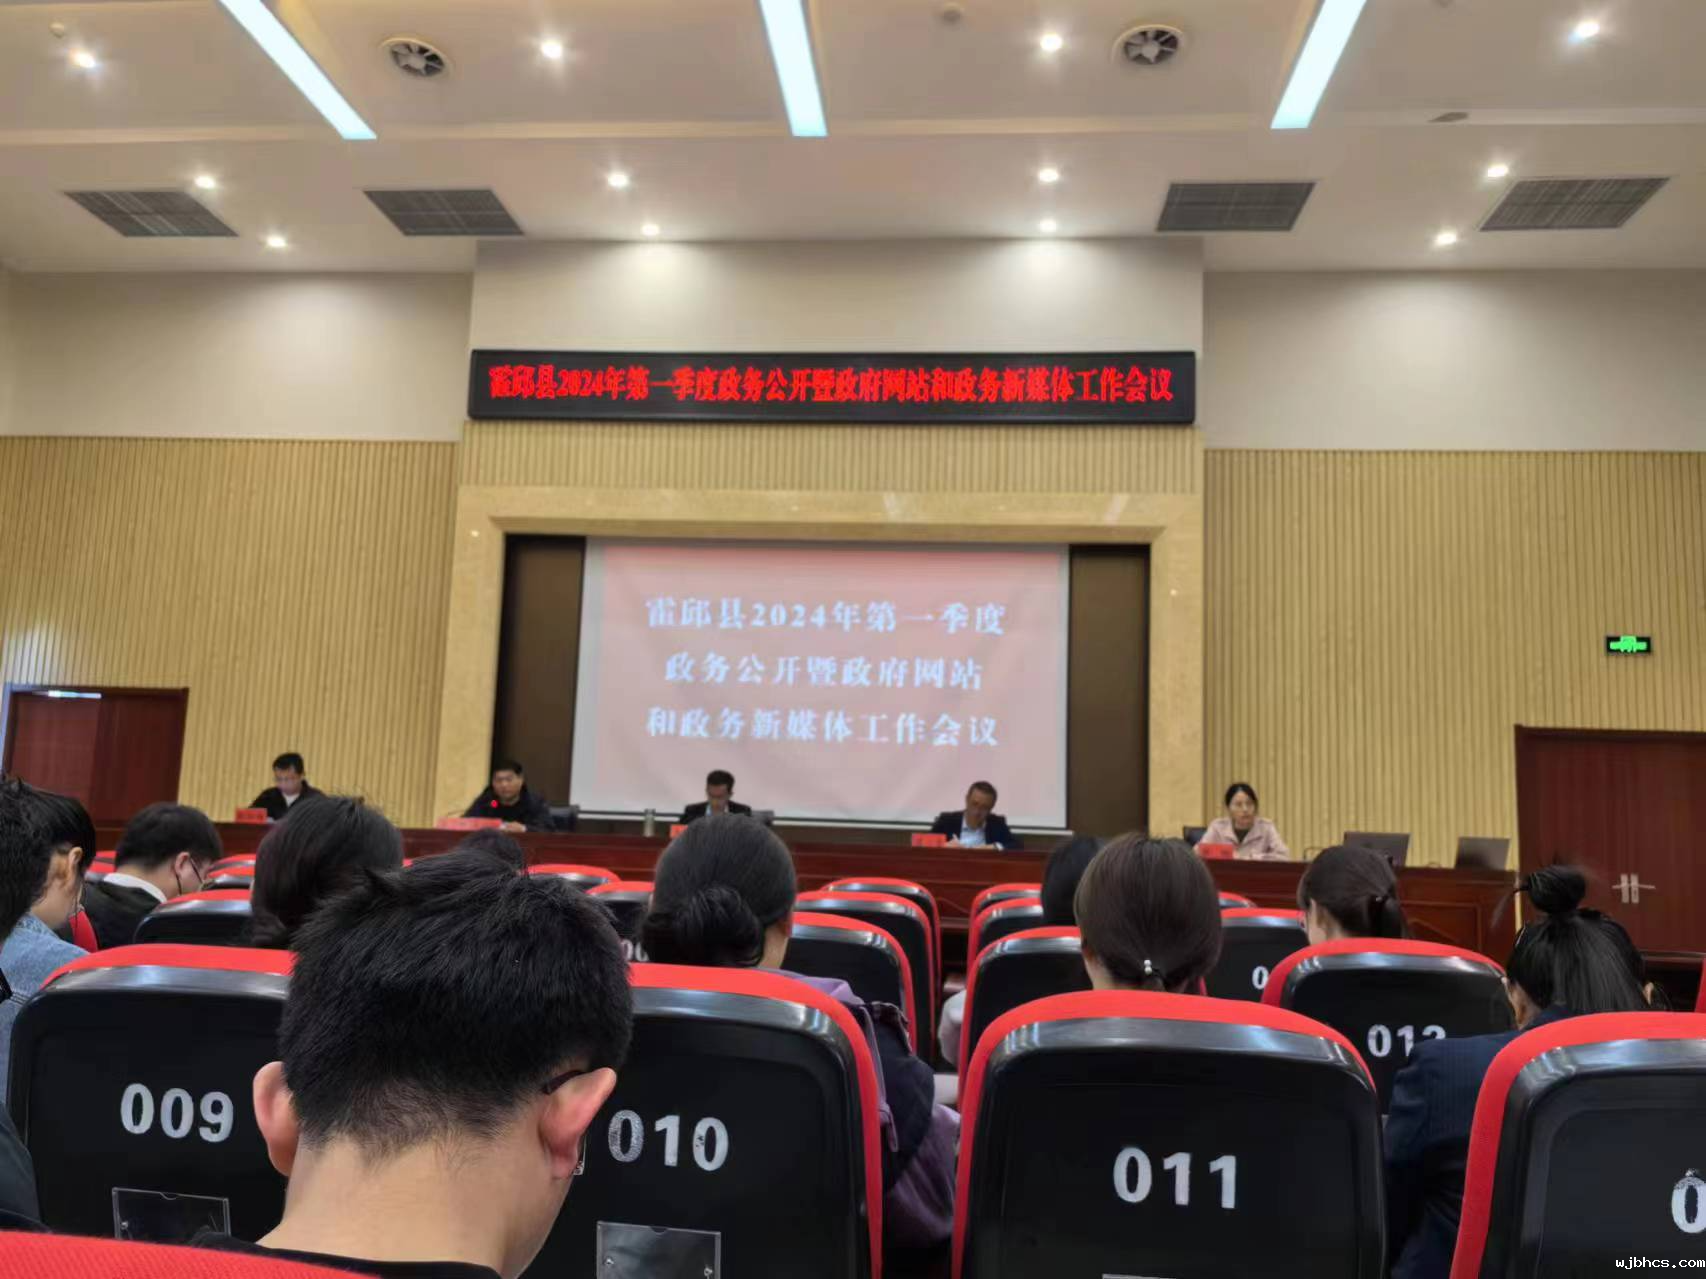 霍邱县2024年第一季度政务公开暨政府网站和政务新媒体工作会议
霍邱县2024年第一季度
政务公开暨政府网站
和政务新媒体工作会议
012
009
010
011
wjbhcs.com